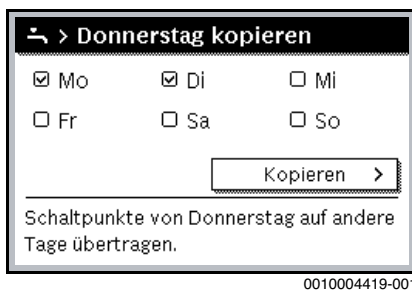 > Donnerstag kopieren
Mo Di Mi
Fr Sa So
Kopieren >
Schaltpunkte von Donnerstag auf andere
Tage übertragen.
0010004419-001